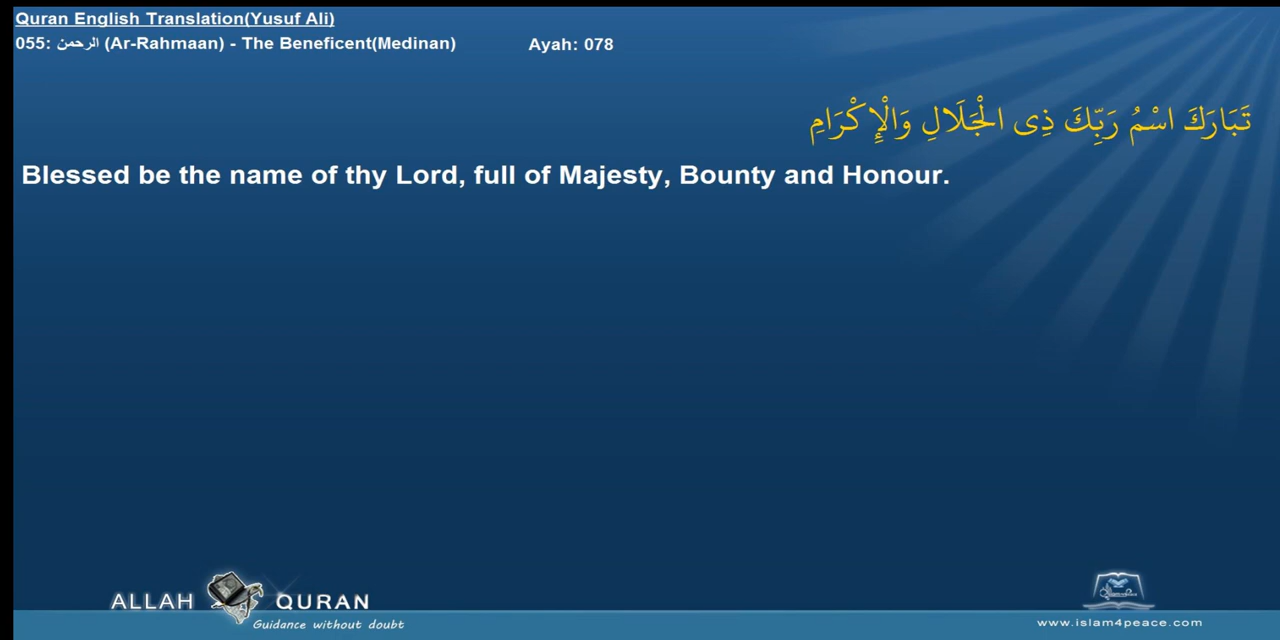 Quran English Translation(Yusuf Ali)
055: الرحمن (Ar-Rahmaan) - The Beneficent(Medinan) Ayah: 078
تَبَارَكَ اسْمُ رَبِّكَ ذِى الْجَلَالِ وَالْإِكْرَامِ
Blessed be the name of thy Lord, full of Majesty, Bounty and Honour.
ALLAH QURAN
Guidance without doubt
www.islam4peace.com